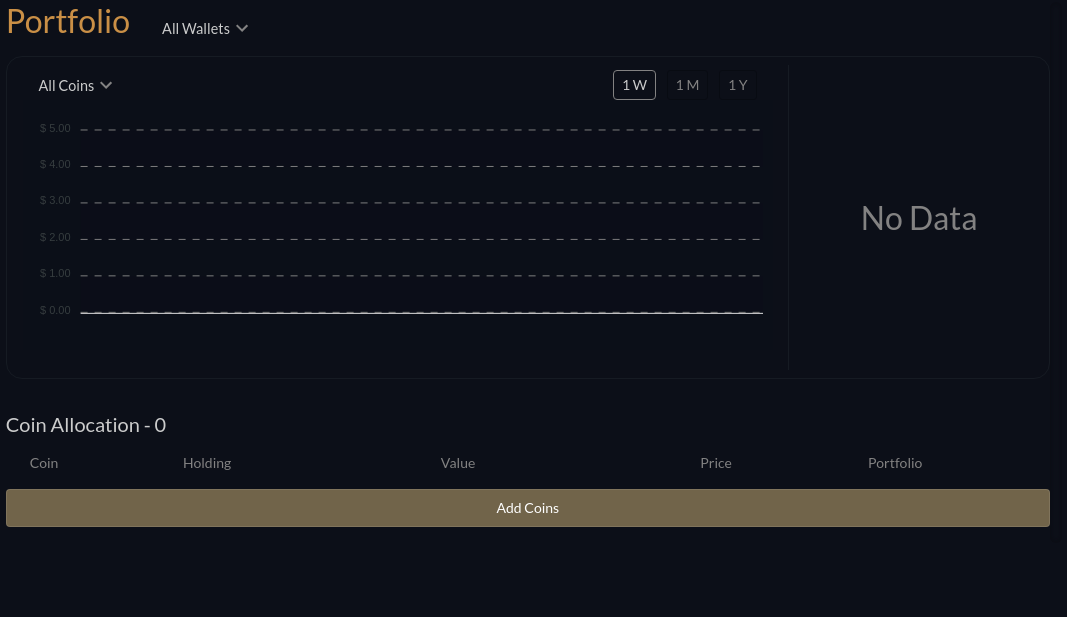 Portfolio
All Wallets
All Coins
1 W
1 M
1 Y
$ 5.00
$ 4.00
$ 3.00
$ 2.00
$ 1.00
$ 0.00
No Data
Coin Allocation - 0
Coin Holding Value Price Portfolio
Add Coins